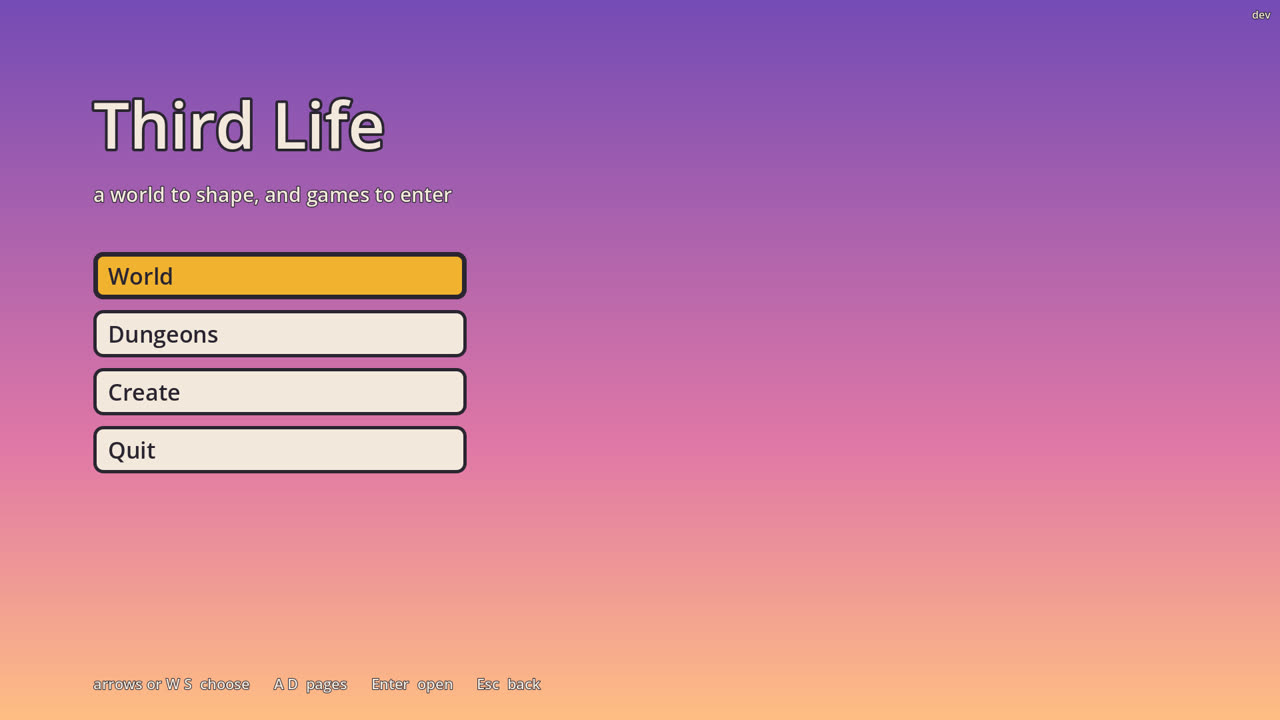 dev
Third Life
a world to shape, and games to enter
World
Dungeons
Create
Quit
arrows or W S choose A D pages Enter open Esc back